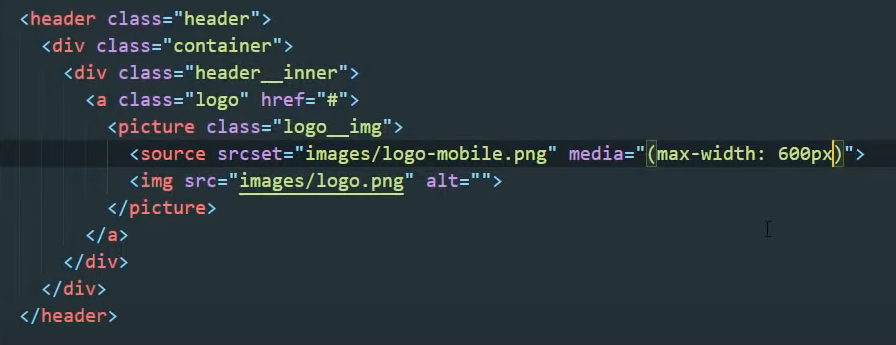 <header class="header">
<div class="container">
<div class="header__inner">
<a class="logo" href="#">
<picture class="logo__img">
<source srcset="images/logo-mobile.png" media="(max-width: 600px)">
<img src="images/logo.png" alt="">
</picture>
</a>
</div>
</div>
</header>